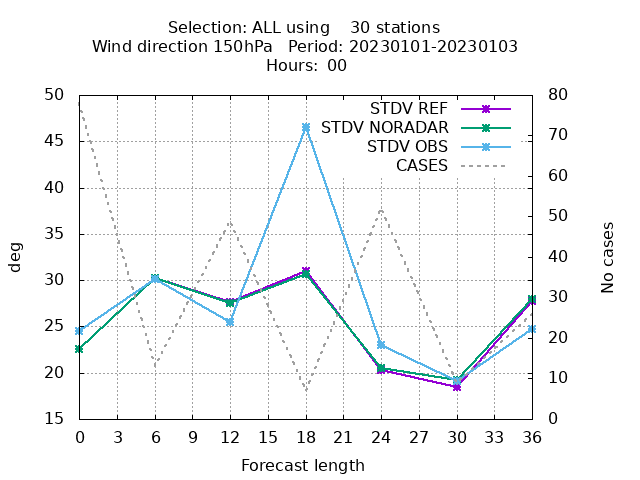 Selection: ALL using    30 stations
Wind direction 150hPa   Period: 20230101-20230103
Hours: 00
STDV REF
STDV NORADAR
STDV OBS
CASES
50
45
40
35
30
25
20
15
deg
80
70
60
50
40
30
20
10
0
No cases
0 3 6 9 12 15 18 21 24 27 30 33 36
Forecast length